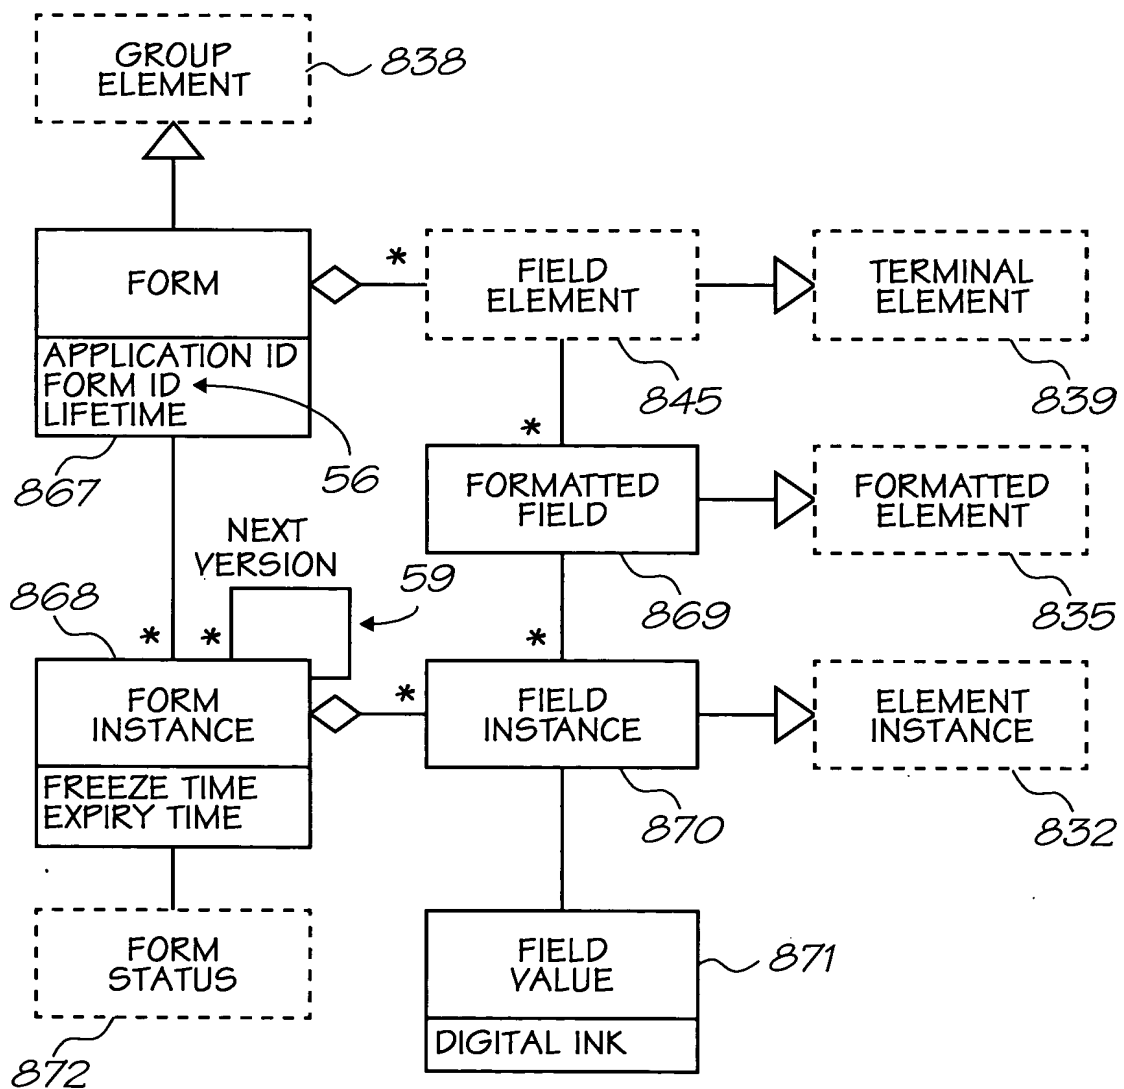 GROUP
ELEMENT
838
FORM
*
FIELD
ELEMENT
TERMINAL
ELEMENT
APPLICATION ID
FORM ID
LIFETIME
845
839
867
56
*
FORMATTED
FIELD
FORMATTED
ELEMENT
NEXT
VERSION
59
869
835
868
*
*
*
FORM
INSTANCE
*
FIELD
INSTANCE
ELEMENT
INSTANCE
FREEZE TIME
EXPIRY TIME
870
832
FORM
STATUS
FIELD
VALUE
871
DIGITAL INK
872